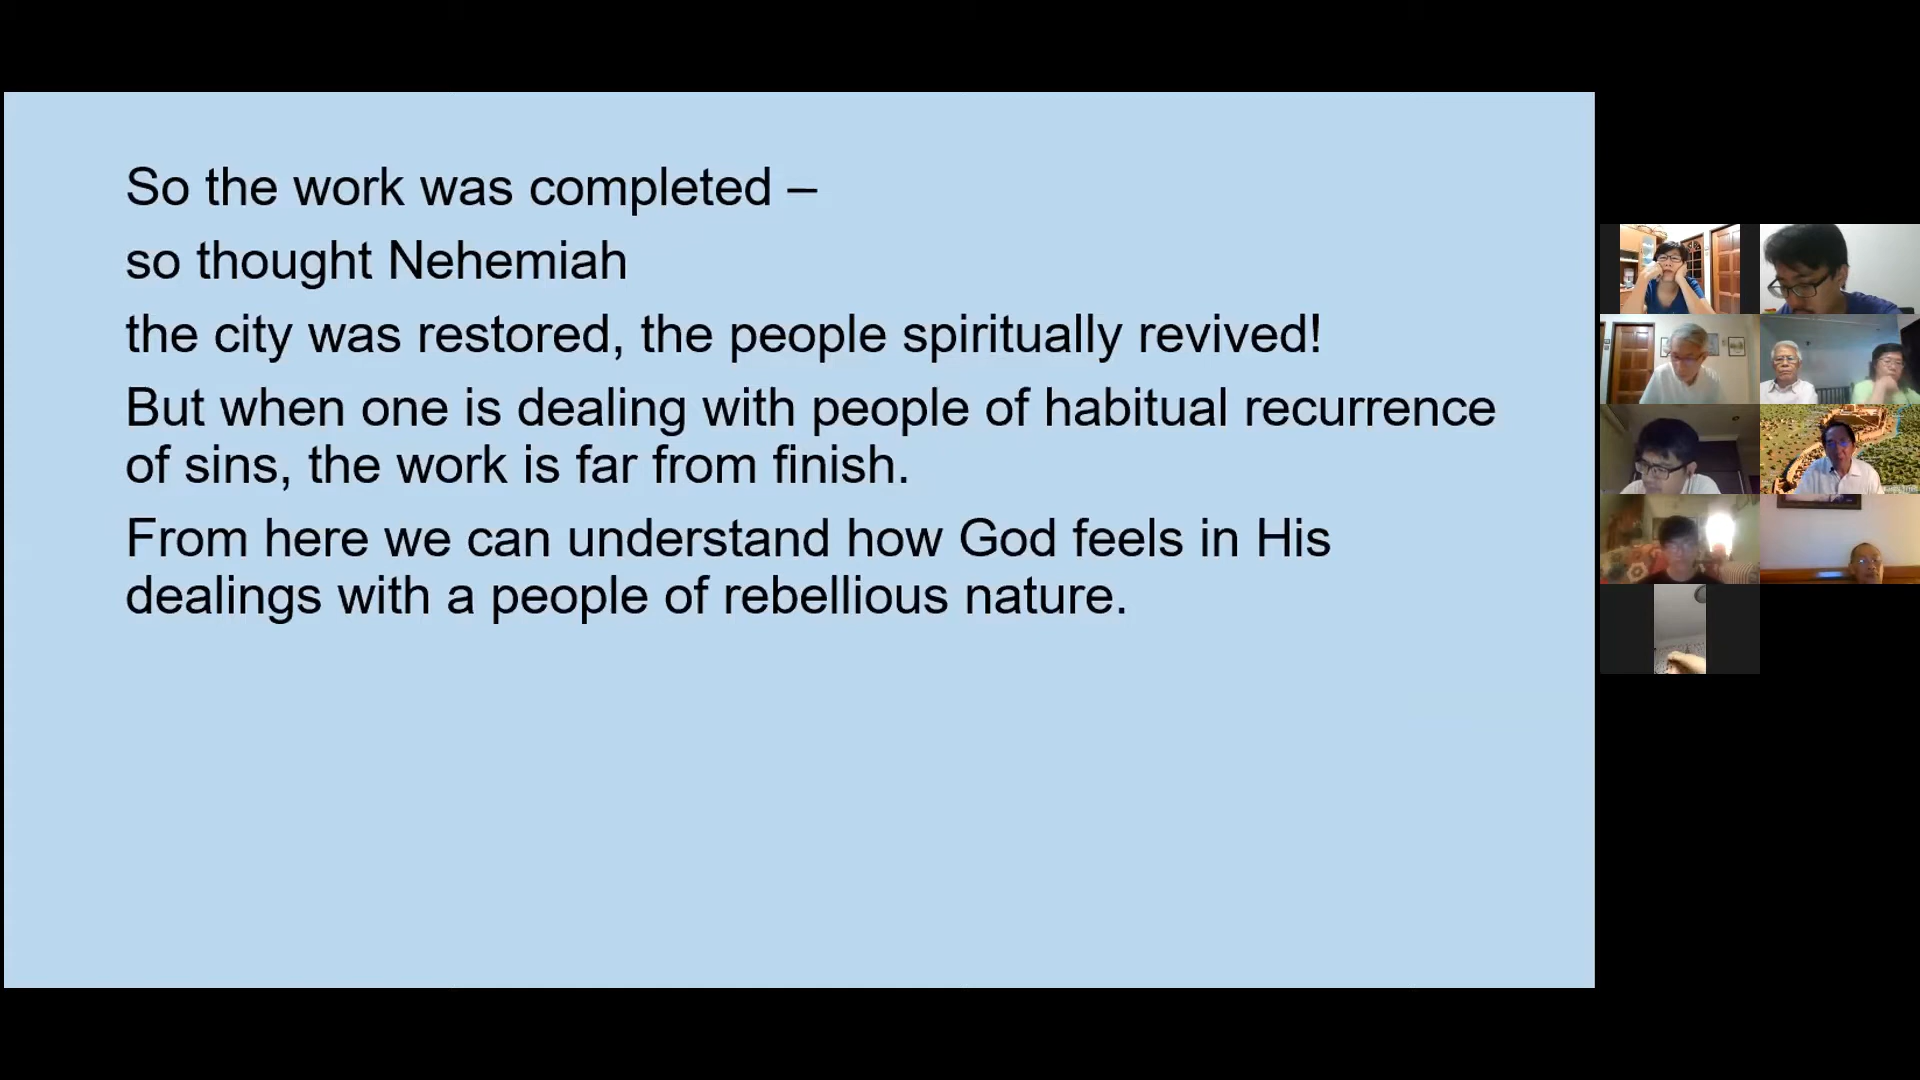 So the work was completed –
so thought Nehemiah
the city was restored, the people spiritually revived!
But when one is dealing with people of habitual recurrence
of sins, the work is far from finish.
From here we can understand how God feels in His
dealings with a people of rebellious nature.